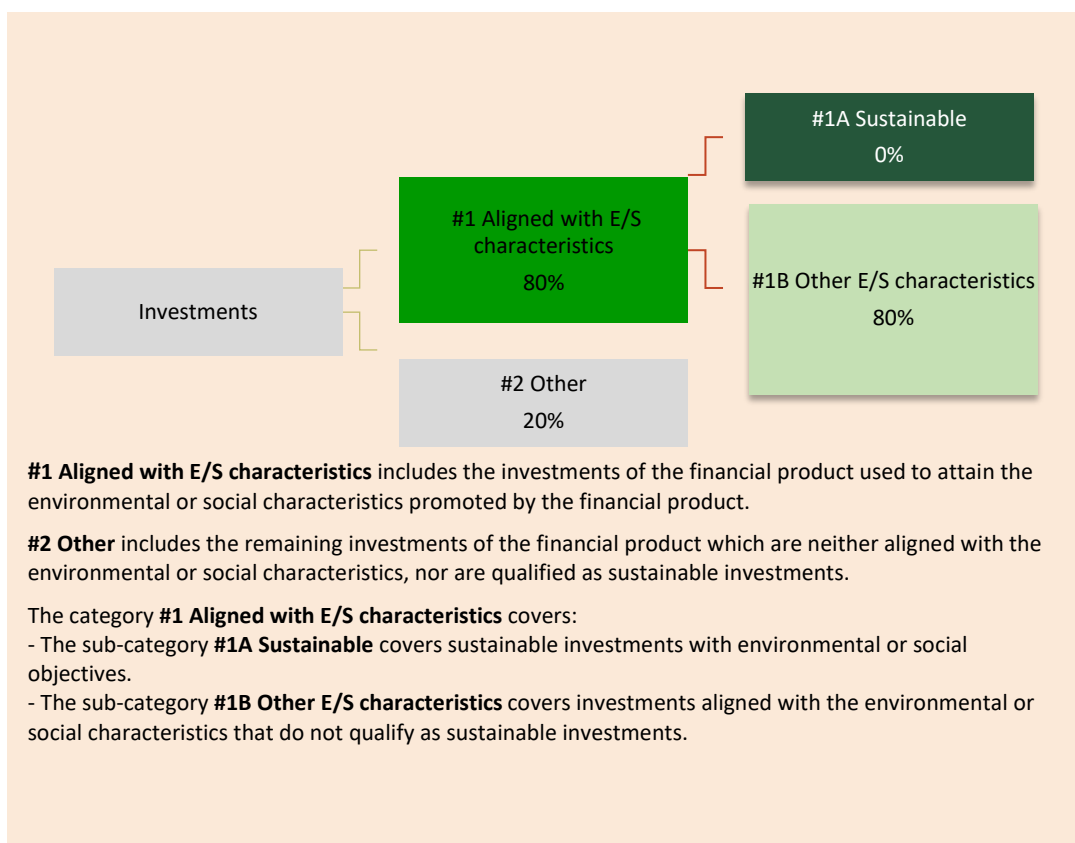 #1A Sustainable
0%
#1 Aligned with E/S
characteristics
80%
#1B Other E/S characteristics
80%
Investments
#2 Other
20%
#1 Aligned with E/S characteristics includes the investments of the financial product used to attain the
environmental or social characteristics promoted by the financial product.
#2 Other includes the remaining investments of the financial product which are neither aligned with the
environmental or social characteristics, nor are qualified as sustainable investments.
The category #1 Aligned with E/S characteristics covers:
- The sub-category #1A Sustainable covers sustainable investments with environmental or social
objectives.
- The sub-category #1B Other E/S characteristics covers investments aligned with the environmental or
social characteristics that do not qualify as sustainable investments.